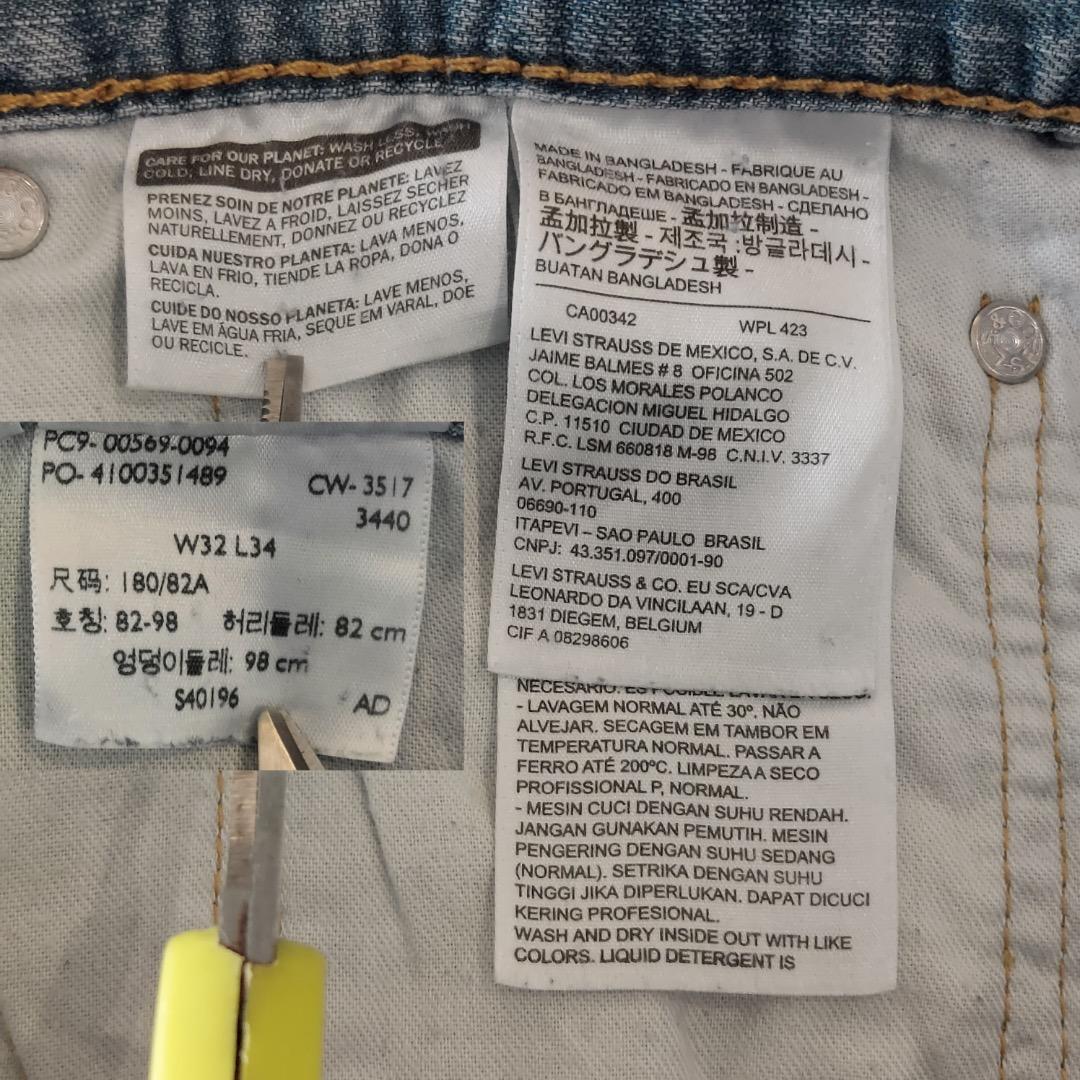 CARE FOR OUR PLANET: WASH LESS, WASH
COLD, LINE DRY, DONATE OR RECYCLE
PRENEZ SOIN DE NOTRE PLANETE: LAVEZ
MOINS, LAVEZ A FROID, LAISSEZ SECHER
NATURELLEMENT, DONNEZ OU RECYCLEZ
CUIDA NUESTRO PLANETA: LAVA MENOS,
LAVA EN FRIO, TIENDE LA ROPA, DONA O
RECICLA.
CUIDE DO NOSSO PLANETA: LAVE MENOS,
LAVE EM ÁGUA FRIA, SEQUE EM VARAL, DOE
OU RECICLE.
PC9- 00569-0094
PO- 4100351489
CW- 3517
3440
W32 L34
尺码: 180/82A
호칭: 82-98 허리둘레: 82 cm
엉덩이둘레: 98 cm
S40196 AD
MADE IN BANGLADESH - FABRIQUE AU
BANGLADESH - FABRICADO EN BANGLADESH -
FABRICADO EM BANGLADESH - СДЕЛАНО
В БАНГЛАДЕШЕ - 孟加拉制造 -
孟加拉製 - 제조국 :방글라데시 -
バングラデシュ製 -
BUATAN BANGLADESH
CA00342 WPL 423
LEVI STRAUSS DE MEXICO, S.A. DE C.V.
JAIME BALMES # 8 OFICINA 502
COL. LOS MORALES POLANCO
DELEGACION MIGUEL HIDALGO
C.P. 11510 CIUDAD DE MEXICO
R.F.C. LSM 660818 M-98 C.N.I.V. 3337
LEVI STRAUSS DO BRASIL
AV. PORTUGAL, 400
06690-110
ITAPEVI – SAO PAULO BRASIL
CNPJ: 43.351.097/0001-90
LEVI STRAUSS & CO. EU SCA/CVA
LEONARDO DA VINCILAAN, 19 - D
1831 DIEGEM, BELGIUM
CIF A 08298606
NECESARIO. ES POSIBLE LAVAR EN SECO.
- LAVAGEM NORMAL ATÉ 30º. NÃO
ALVEJAR. SECAGEM EM TAMBOR EM
TEMPERATURA NORMAL. PASSAR A
FERRO ATÉ 200ºC. LIMPEZA A SECO
PROFISSIONAL P, NORMAL.
- MESIN CUCI DENGAN SUHU RENDAH.
JANGAN GUNAKAN PEMUTIH. MESIN
PENGERING DENGAN SUHU SEDANG
(NORMAL). SETRIKA DENGAN SUHU
TINGGI JIKA DIPERLUKAN. DAPAT DICUCI
KERING PROFESIONAL.
WASH AND DRY INSIDE OUT WITH LIKE
COLORS. LIQUID DETERGENT IS